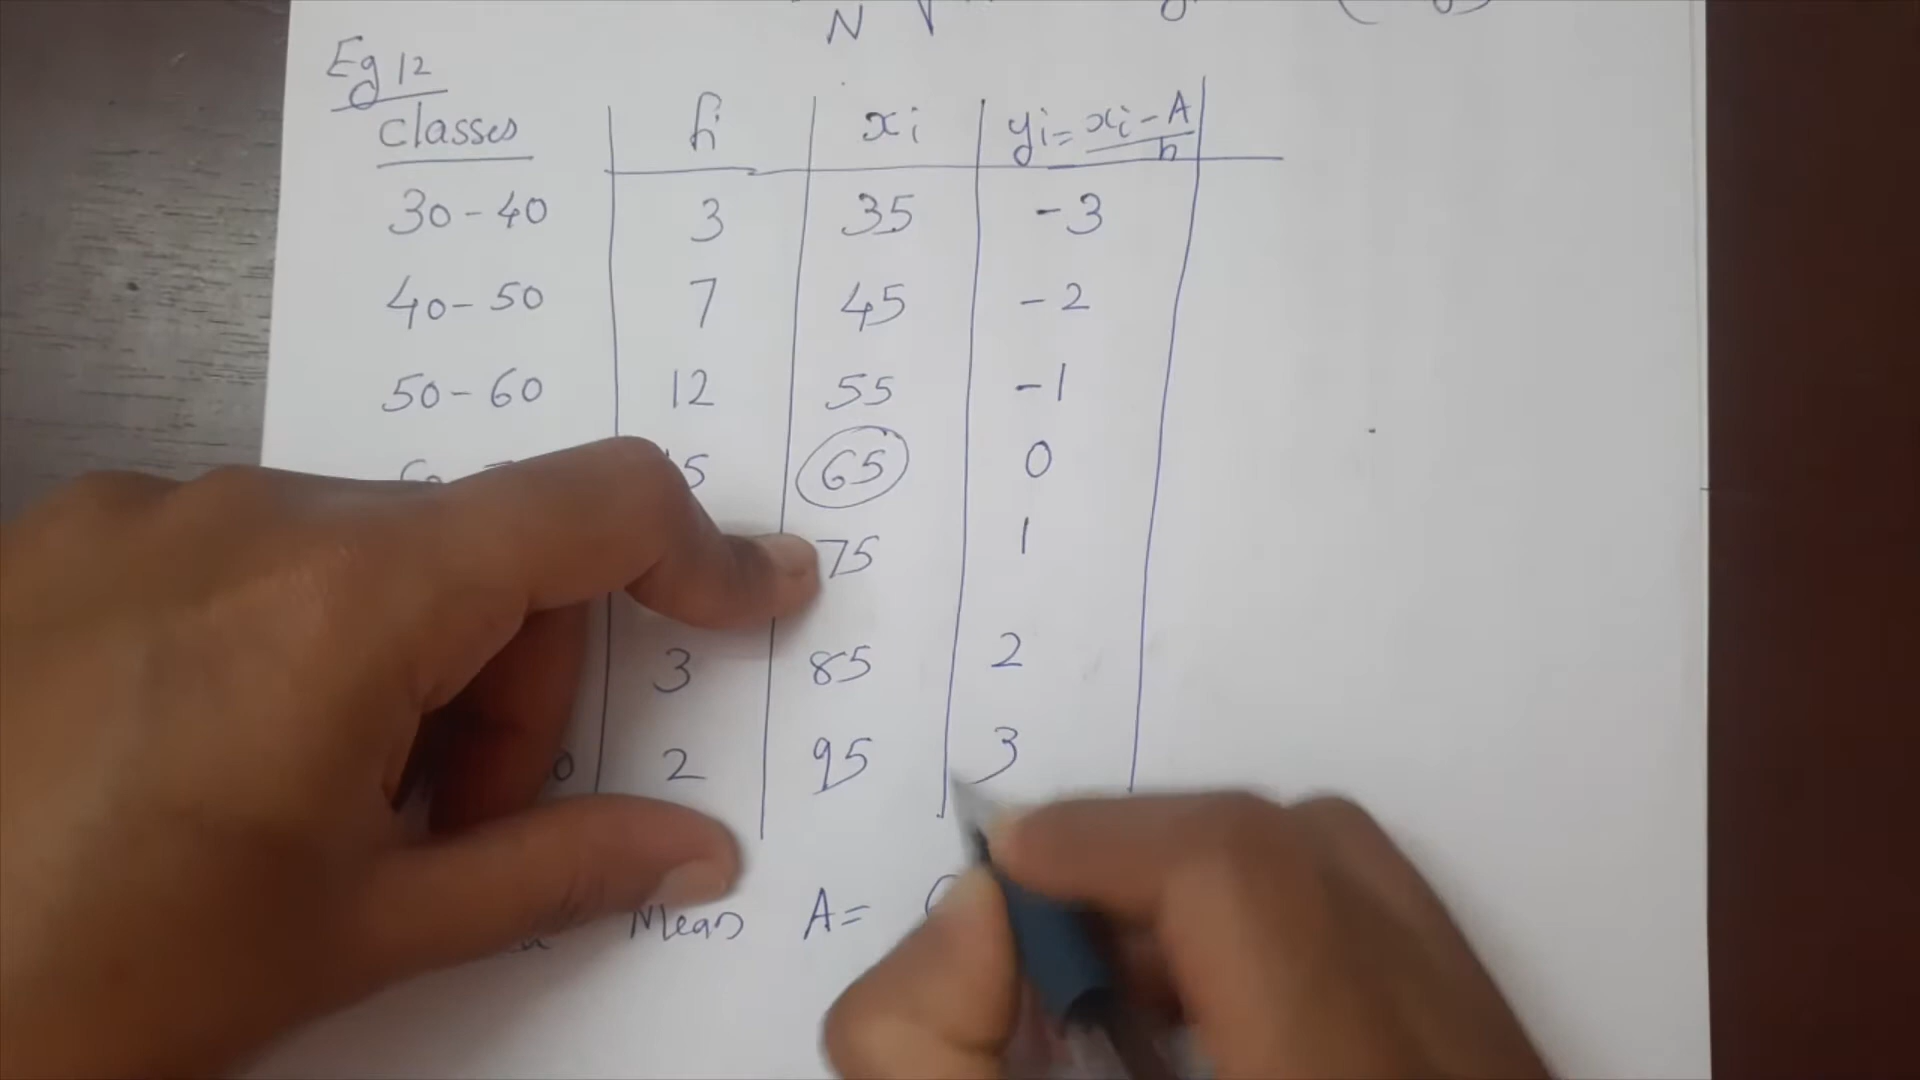 N
Eg 12
classes fi xi yi = xi - A / h
30 - 40 3 35 -3
40 - 50 7 45 -2
50 - 60 12 55 -1
65 0
75 1
3 85 2
2 95 3
Mean A =